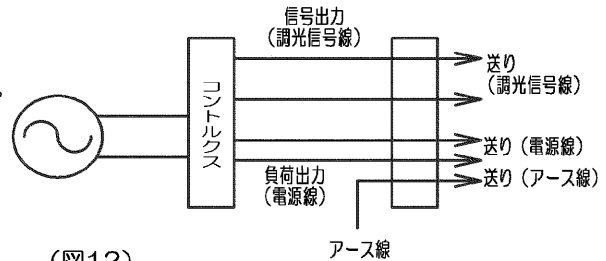 信号出力
(調光信号線)
送り
(調光信号線)
コントルクス
送り(電源線)
負荷出力
(電源線)
送り(アース線)
アース線
(図12)